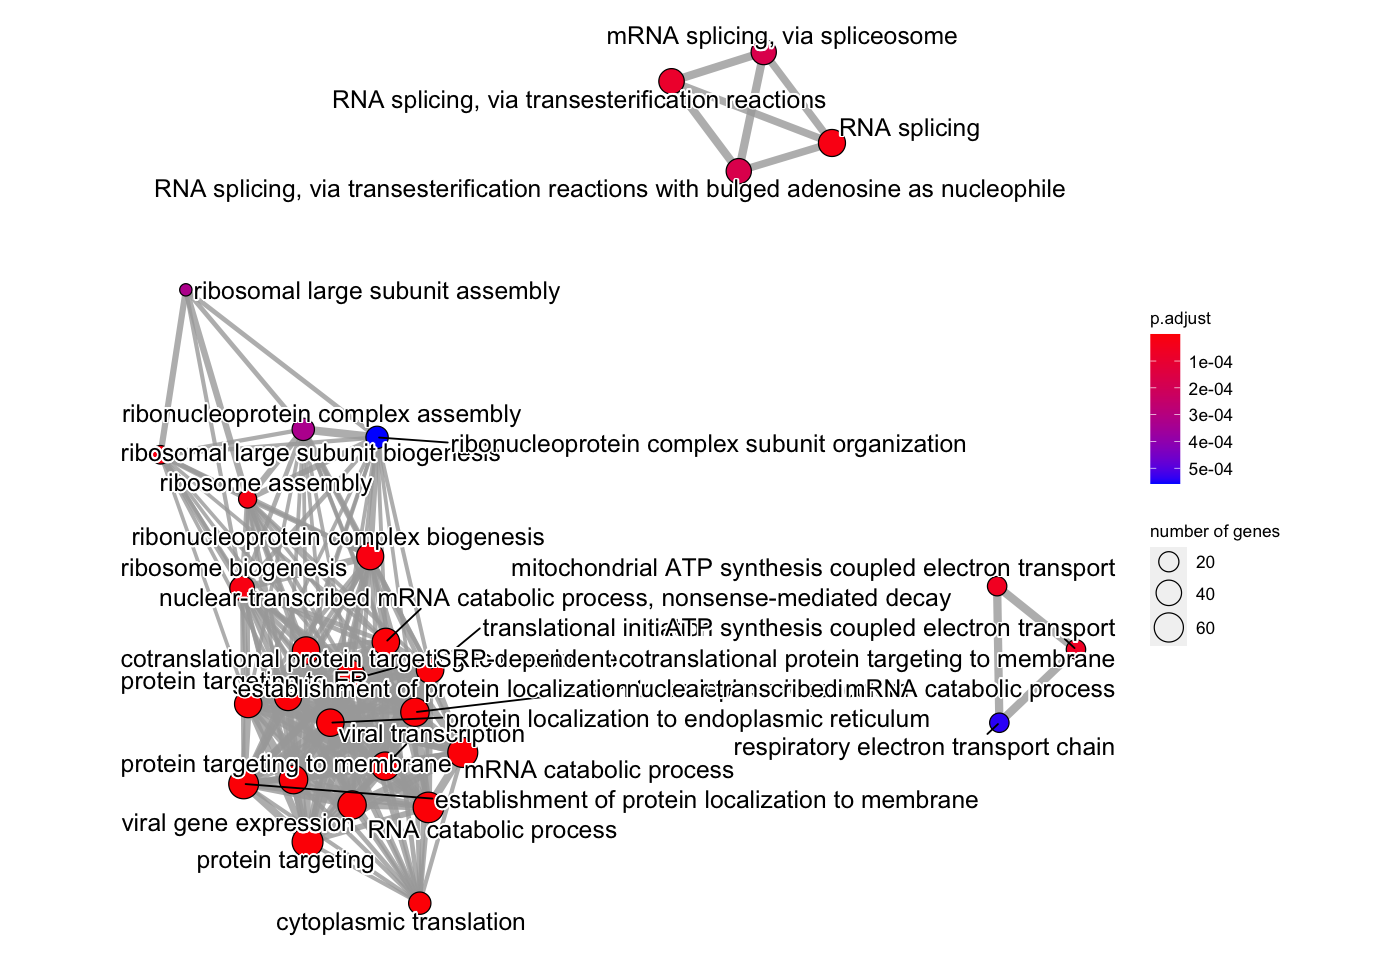 mRNA splicing, via spliceosome
RNA splicing, via transesterification reactions
RNA splicing
RNA splicing, via transesterification reactions with bulged adenosine as nucleophile
ribosomal large subunit assembly
p.adjust
1e-04
2e-04
3e-04
4e-04
5e-04
ribonucleoprotein complex assembly
ribonucleoprotein complex subunit organization
ribosomal large subunit biogenesis
ribosome assembly
number of genes
20
40
60
ribonucleoprotein complex biogenesis
ribosome biogenesis
mitochondrial ATP synthesis coupled electron transport
nuclear-transcribed mRNA catabolic process, nonsense-mediated decay
translational initiation
ATP synthesis coupled electron transport
cotranslational protein targeting
SRP-dependent cotranslational protein targeting to membrane
protein targeting to ER
establishment of protein localization
nuclear-transcribed mRNA catabolic process
protein localization to endoplasmic reticulum
viral transcription
respiratory electron transport chain
protein targeting to membrane
mRNA catabolic process
establishment of protein localization to membrane
viral gene expression
RNA catabolic process
protein targeting
cytoplasmic translation